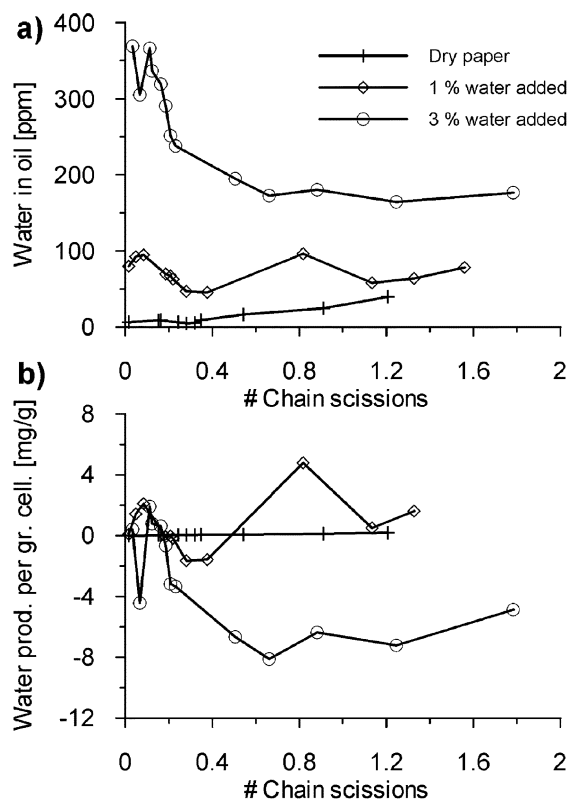 a)
400
300
200
100
0
Water in oil [ppm]
Dry paper
1 % water added
3 % water added
0 0.4 0.8 1.2 1.6 2
# Chain scissions
b)
8
4
0
-4
-8
-12
Water prod. per gr. cell. [mg/g]
0 0.4 0.8 1.2 1.6 2
# Chain scissions